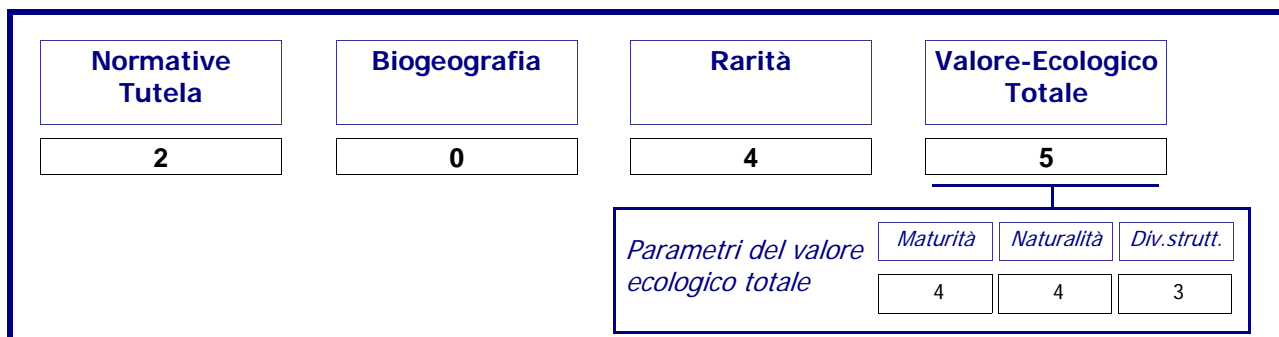 Normative
Tutela
Biogeografia
Rarità
Valore-Ecologico
Totale
2
0
4
5
Parametri del valore
ecologico totale
Maturità
Naturalità
Div.strutt.
4
4
3